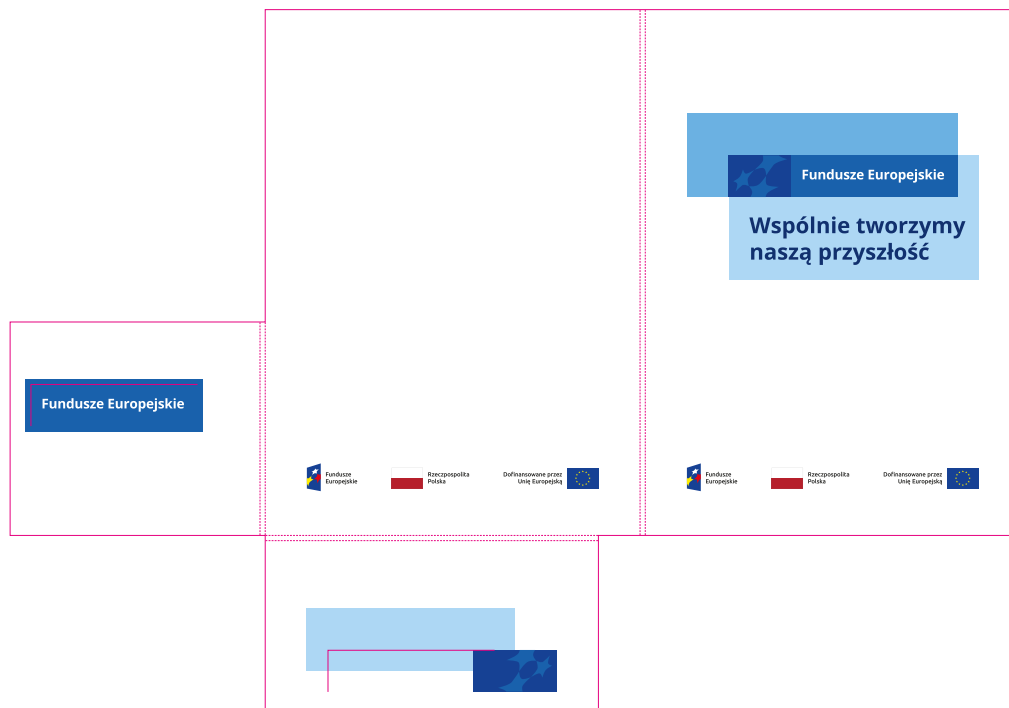 Fundusze Europejskie
Wspólnie tworzymy
naszą przyszłość
Fundusze Europejskie
Fundusze
Europejskie
Rzeczpospolita
Polska
Dofinansowane przez
Unię Europejską
Fundusze
Europejskie
Rzeczpospolita
Polska
Dofinansowane przez
Unię Europejską